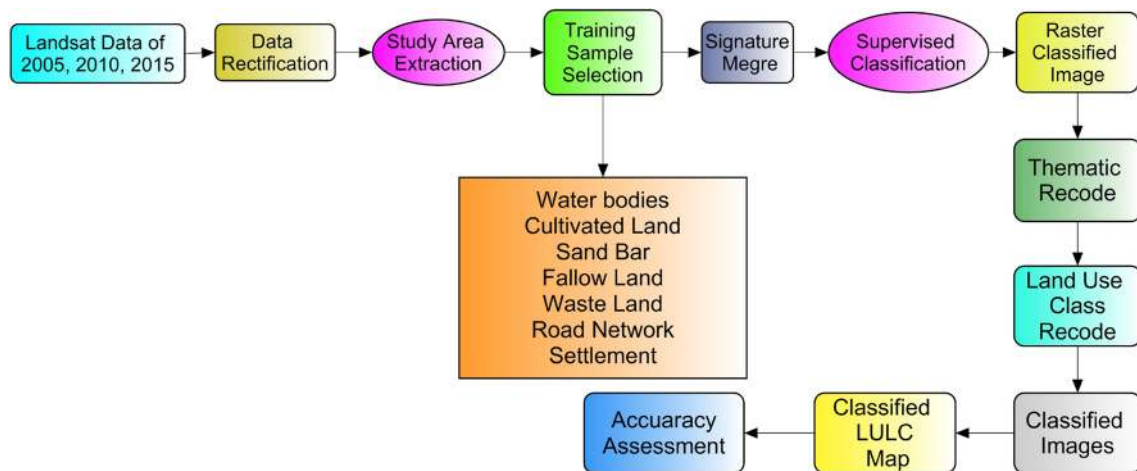 Landsat Data of
2005, 2010, 2015
Data
Rectification
Study Area
Extraction
Training
Sample
Selection
Signature
Megre
Supervised
Classification
Raster
Classified
Image
Thematic
Recode
Water bodies
Cultivated Land
Sand Bar
Fallow Land
Waste Land
Road Network
Settlement
Land Use
Class
Recode
Classified
Images
Classified
LULC
Map
Accuaracy
Assessment